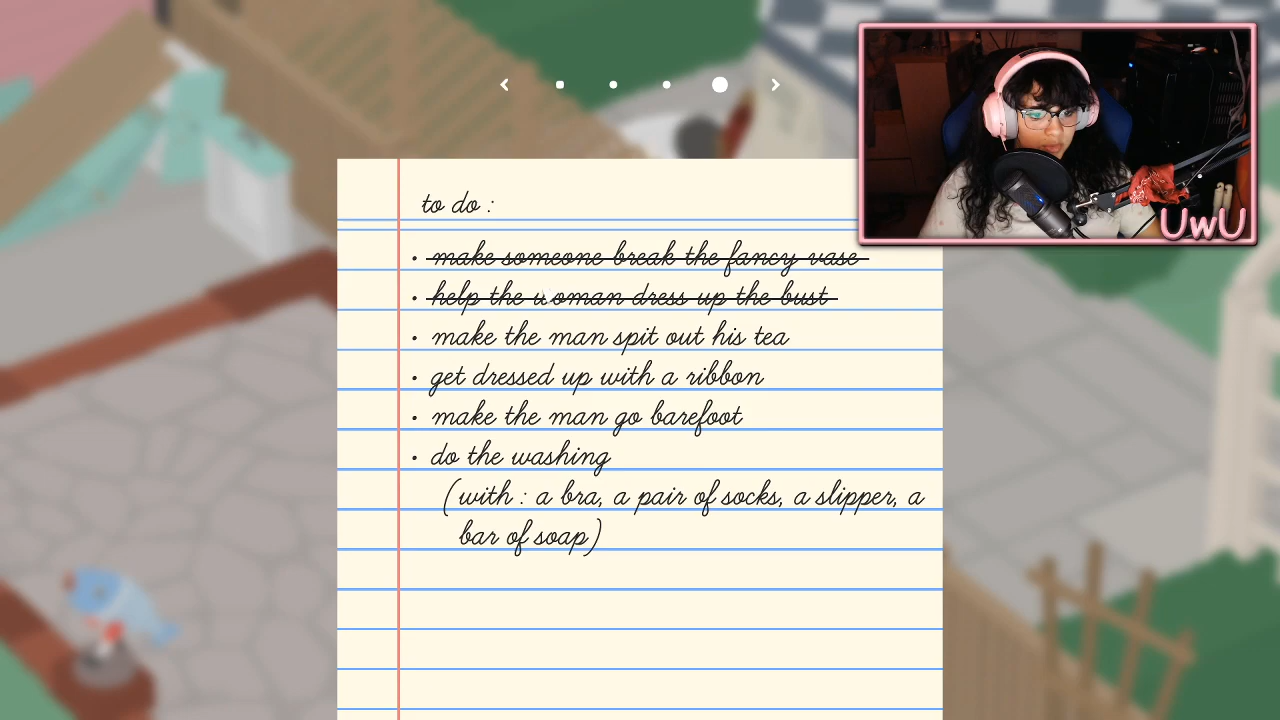 to do :
• make someone break the fancy vase
• help the woman dress up the bust
• make the man spit out his tea
• get dressed up with a ribbon
• make the man go barefoot
• do the washing
(with : a bra, a pair of socks, a slipper, a
bar of soap)
UwU